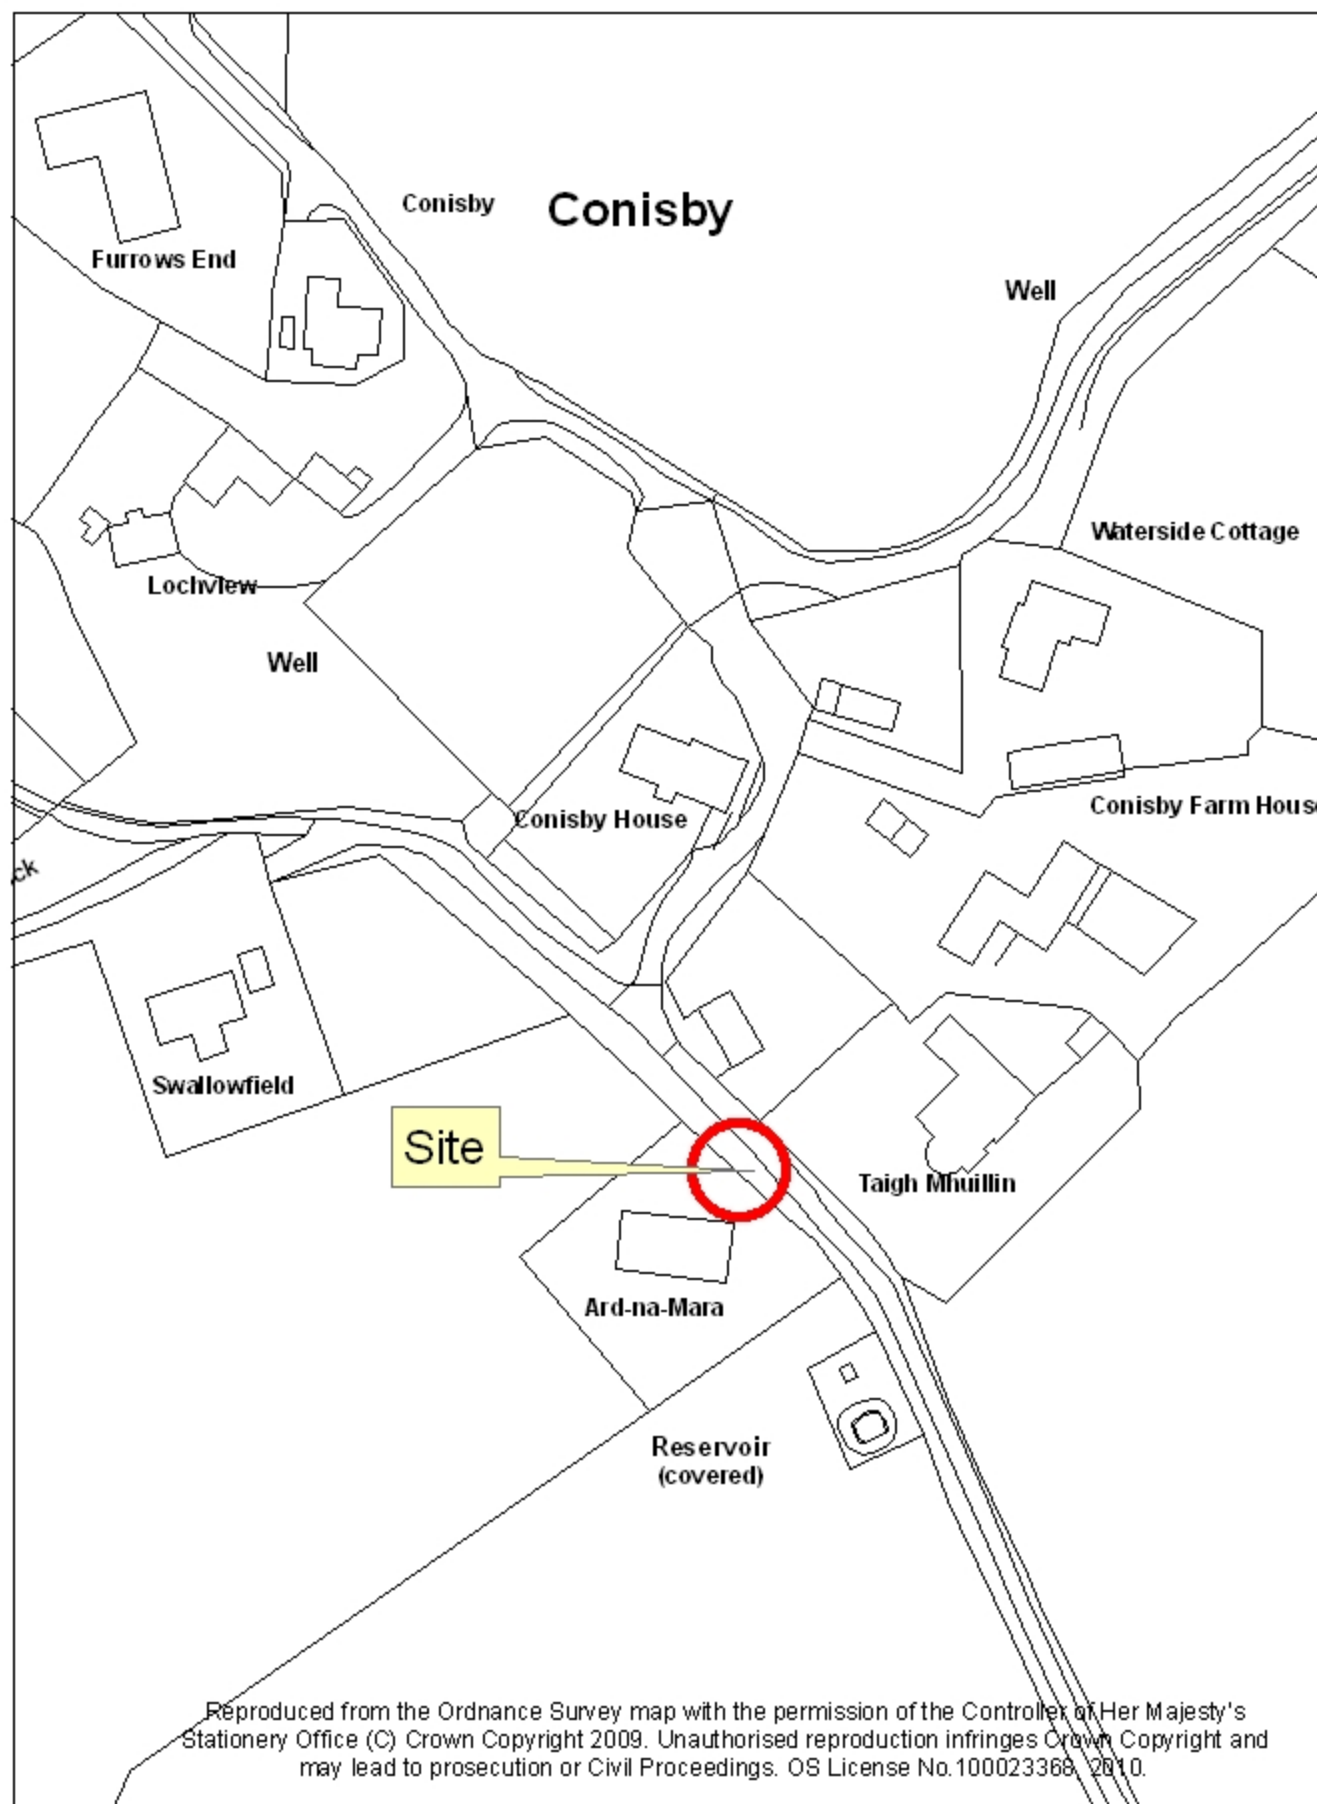 Conisby
Conisby
Furrows End
Well
Waterside Cottage
Lochview
Well
Conisby House
Conisby Farm House
ck
Swallowfield
Site
Taigh Mhuillin
Ard-na-Mara
Reservoir
(covered)
Reproduced from the Ordnance Survey map with the permission of the Controller of Her Majesty's
Stationery Office (C) Crown Copyright 2009. Unauthorised reproduction infringes Crown Copyright and
may lead to prosecution or Civil Proceedings. OS License No.100023368. 2010.